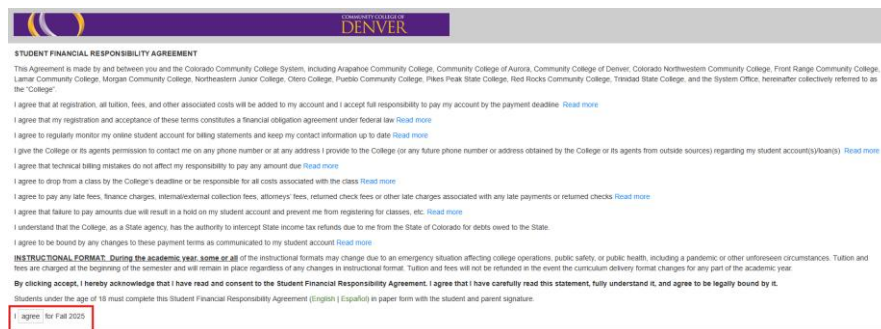 COMMUNITY COLLEGE OF
DENVER
STUDENT FINANCIAL RESPONSIBILITY AGREEMENT
This Agreement is made by and between you and the Colorado Community College System, including Arapahoe Community College, Community College of Aurora, Community College of Denver, Colorado Northwestern Community College, Front Range Community College,
Lamar Community College, Morgan Community College, Northeastern Junior College, Otero College, Pueblo Community College, Pikes Peak State College, Red Rocks Community College, Trinidad State College, and the System Office, hereinafter collectively referred to as
the "College".
I agree that at registration, all tuition, fees, and other associated costs will be added to my account and I accept full responsibility to pay my account by the payment deadline Read more
I agree that my registration and acceptance of these terms constitutes a financial obligation agreement under federal law Read more
I agree to regularly monitor my online student account for billing statements and keep my contact information up to date Read more
I give the College or its agents permission to contact me on any phone number or at any address I provide to the College (or any future phone number or address obtained by the College or its agents from outside sources) regarding my student account(s)/loan(s) Read more
I agree that technical billing mistakes do not affect my responsibility to pay any amount due Read more
I agree to drop from a class by the College's deadline or be responsible for all costs associated with the class Read more
I agree to pay any late fees, finance charges, internal/external collection fees, attorneys' fees, returned check fees or other late charges associated with any late payments or returned checks Read more
I agree that failure to pay amounts due will result in a hold on my student account and prevent me from registering for classes, etc. Read more
I understand that the College, as a State agency, has the authority to intercept State income tax refunds due to me from the State of Colorado for debts owed to the State.
I agree to be bound by any changes to these payment terms as communicated to my student account Read more
INSTRUCTIONAL FORMAT: During the academic year, some or all of the instructional formats may change due to an emergency situation affecting college operations, public safety, or public health, including a pandemic or other unforeseen circumstances. Tuition and
fees are charged at the beginning of the semester and will remain in place regardless of any changes in instructional format. Tuition and fees will not be refunded in the event the curriculum delivery format changes for any part of the academic year.
By clicking accept, I hereby acknowledge that I have read and consent to the Student Financial Responsibility Agreement. I agree that I have carefully read this statement, fully understand it, and agree to be legally bound by it.
Students under the age of 18 must complete this Student Financial Responsibility Agreement (English | Español) in paper form with the student and parent signature.
I agree for Fall 2025